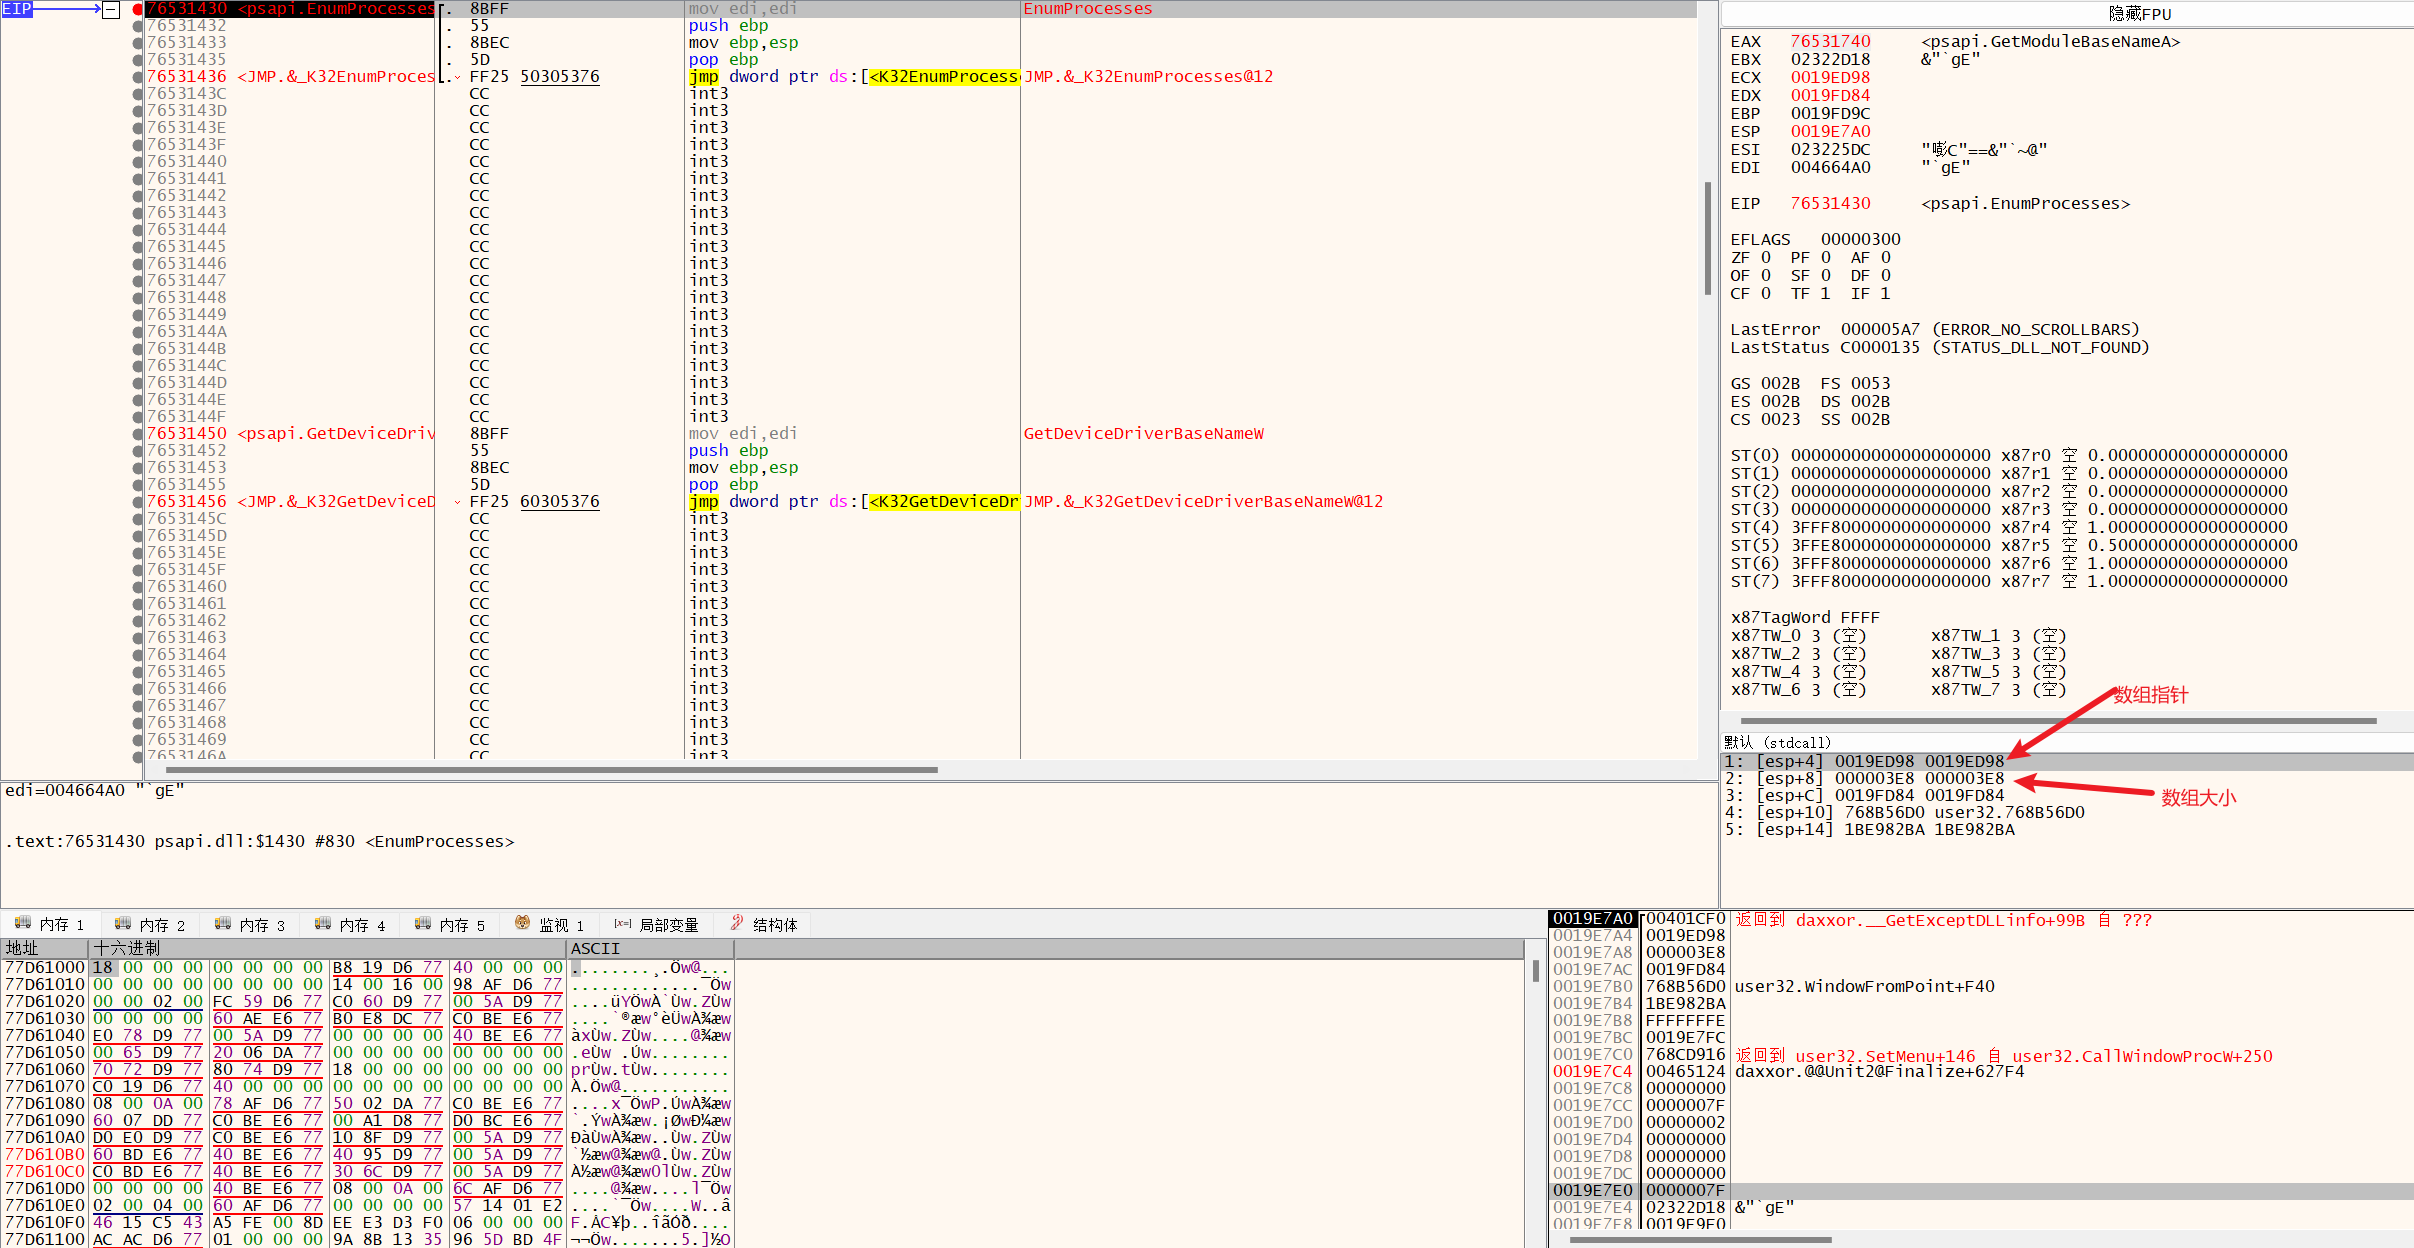 EIP
76531430 <psapi.EnumProcesses . 8BFF mov edi,edi EnumProcesses
76531432 . 55 push ebp
76531433 . 8BEC mov ebp,esp
76531435 . 5D pop ebp
76531436 <JMP.&_K32EnumProces . FF25 50305376 jmp dword ptr ds:[<K32EnumProcess JMP.&_K32EnumProcesses@12
7653143C CC int3
7653143D CC int3
7653143E CC int3
7653143F CC int3
76531440 CC int3
76531441 CC int3
76531442 CC int3
76531443 CC int3
76531444 CC int3
76531445 CC int3
76531446 CC int3
76531447 CC int3
76531448 CC int3
76531449 CC int3
7653144A CC int3
7653144B CC int3
7653144C CC int3
7653144D CC int3
7653144E CC int3
7653144F CC int3
76531450 <psapi.GetDeviceDriv 8BFF mov edi,edi GetDeviceDriverBaseNameW
76531452 55 push ebp
76531453 8BEC mov ebp,esp
76531455 5D pop ebp
76531456 <JMP.&_K32GetDeviceD FF25 60305376 jmp dword ptr ds:[<K32GetDeviceDr JMP.&_K32GetDeviceDriverBaseNameW@12
7653145C CC int3
7653145D CC int3
7653145E CC int3
7653145F CC int3
76531460 CC int3
76531461 CC int3
76531462 CC int3
76531463 CC int3
76531464 CC int3
76531465 CC int3
76531466 CC int3
76531467 CC int3
76531468 CC int3
76531469 CC int3
7653146A CC int3
隐藏FPU
EAX 76531740 <psapi.GetModuleBaseNameA>
EBX 02322D18 &"`gE"
ECX 0019ED98
EDX 0019FD84
EBP 0019FD9C
ESP 0019E7A0
ESI 023225DC "嘭C"==&"`~@"
EDI 004664A0 "`gE"
EIP 76531430 <psapi.EnumProcesses>
EFLAGS 00000300
ZF 0 PF 0 AF 0
OF 0 SF 0 DF 0
CF 0 TF 1 IF 1
LastError 000005A7 (ERROR_NO_SCROLLBARS)
LastStatus C0000135 (STATUS_DLL_NOT_FOUND)
GS 002B FS 0053
ES 002B DS 002B
CS 0023 SS 002B
ST(0) 00000000000000000000 x87r0 空 0.00000000000000000000
ST(1) 00000000000000000000 x87r1 空 0.00000000000000000000
ST(2) 00000000000000000000 x87r2 空 0.00000000000000000000
ST(3) 00000000000000000000 x87r3 空 0.00000000000000000000
ST(4) 3FFF8000000000000000 x87r4 空 1.00000000000000000000
ST(5) 3FFE8000000000000000 x87r5 空 0.500000000000000000000
ST(6) 3FFF8000000000000000 x87r6 空 1.00000000000000000000
ST(7) 3FFF8000000000000000 x87r7 空 1.00000000000000000000
x87TagWord FFFF
x87TW_0 3 (空) x87TW_1 3 (空)
x87TW_2 3 (空) x87TW_3 3 (空)
x87TW_4 3 (空) x87TW_5 3 (空)
x87TW_6 3 (空) x87TW_7 3 (空)
数组指针
默认 (stdcall)
1: [esp+4] 0019ED98 0019ED98
2: [esp+8] 000003E8 000003E8
3: [esp+C] 0019FD84 0019FD84
数组大小
4: [esp+10] 768B56D0 user32.768B56D0
5: [esp+14] 1BE982BA 1BE982BA
edi=004664A0 "`gE"
.text:76531430 psapi.dll:$1430 #830 <EnumProcesses>
内存 1 内存 2 内存 3 内存 4 内存 5 监视 1 [x=] 局部变量 结构体
地址 十六进制 ASCII
77D61000 18 00 00 00 00 00 00 00 B8 19 D6 77 40 00 00 00 ........¸.Öw@...
77D61010 00 00 00 00 00 00 00 00 14 00 16 00 98 AF D6 77 .............¯Öw
77D61020 00 00 02 00 FC 59 D6 77 C0 60 D9 77 00 5A D9 77 ....üYÖwÀ`Ùw.ZÙw
77D61030 00 00 00 00 60 AE E6 77 B0 E8 DC 77 C0 BE E6 77 ....`®æw°èÜwÀ¾æw
77D61040 E0 78 D9 77 00 5A D9 77 00 00 00 00 40 BE E6 77 àxÙw.ZÙw....@¾æw
77D61050 00 65 D9 77 20 06 DA 77 00 00 00 00 00 00 00 00 .eÙw .Úw........
77D61060 70 72 D9 77 80 74 D9 77 18 00 00 00 00 00 00 00 prÙw.tÙw........
77D61070 C0 19 D6 77 40 00 00 00 00 00 00 00 00 00 00 00 À.Öw@...........
77D61080 08 00 0A 00 78 AF D6 77 50 02 DA 77 C0 BE E6 77 ....x¯ÖwP.ÚwÀ¾æw
77D61090 60 07 DD 77 C0 BE E6 77 00 A1 D8 77 D0 BC E6 77 `.ÝwÀ¾æw.¡ØwÐ¼æw
77D610A0 D0 E0 D9 77 C0 BE E6 77 10 8F D9 77 00 5A D9 77 ÐàÙwÀ¾æw..Ùw.ZÙw
77D610B0 60 BD E6 77 40 BE E6 77 40 95 D9 77 00 5A D9 77 `½æw@¾æw@.Ùw.ZÙw
77D610C0 C0 BD E6 77 40 BE E6 77 30 6C D9 77 00 5A D9 77 À½æw@¾æw0lÙw.ZÙw
77D610D0 00 00 00 00 40 BE E6 77 08 00 0A 00 6C AF D6 77 ....@¾æw....l¯Öw
77D610E0 02 00 04 00 60 AF D6 77 00 00 00 00 57 14 01 E2 ....`¯Öw....W..â
77D610F0 46 15 C5 43 A5 FE 00 8D EE E3 D3 F0 06 00 00 00 F.ÅC¥þ..îãÓð....
77D61100 AC AC D6 77 01 00 00 00 9A 8B 13 35 96 5D BD 4F ¬¬Öw.......5.]½O
0019E7A0 00401CF0 返回到 daxxor.__GetExceptDLLinfo+99B 自 ???
0019E7A4 0019ED98
0019E7A8 000003E8
0019E7AC 0019FD84
0019E7B0 768B56D0 user32.WindowFromPoint+F40
0019E7B4 1BE982BA
0019E7B8 FFFFFFFE
0019E7BC 0019E7FC
0019E7C0 768CD916 返回到 user32.SetMenu+146 自 user32.CallWindowProcW+250
0019E7C4 00465124 daxxor.@@Unit2@Finalize+627F4
0019E7C8 00000000
0019E7CC 0000007F
0019E7D0 00000002
0019E7D4 00000000
0019E7D8 00000000
0019E7DC 00000000
0019E7E0 0000007F
0019E7E4 02322D18 &"`gE"
0019E7E8 0019E9E0